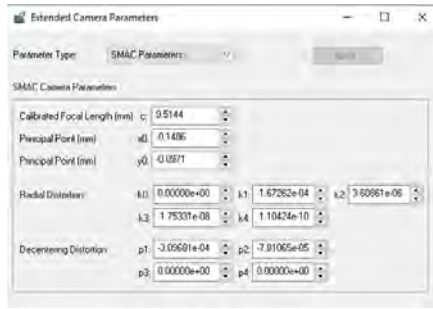 Extended Camera Parameters
Parameter Type: SMAC Parameters
SMAC Camera Parameters
Calibrated Focal Length (mm) c: 9.5144
Principal Point (mm) x0: -0.1406
Principal Point (mm) y0: -0.0971
Radial Distortion: k0: 0.00000e+00 k1: 1.67262e-04 k2: 3.60861e-06
k3: 1.75331e-08 k4: 1.10424e-10
Decentering Distortion: p1: -3.09681e-04 p2: -7.81065e-05
p3: 0.00000e+00 p4: 0.00000e+00